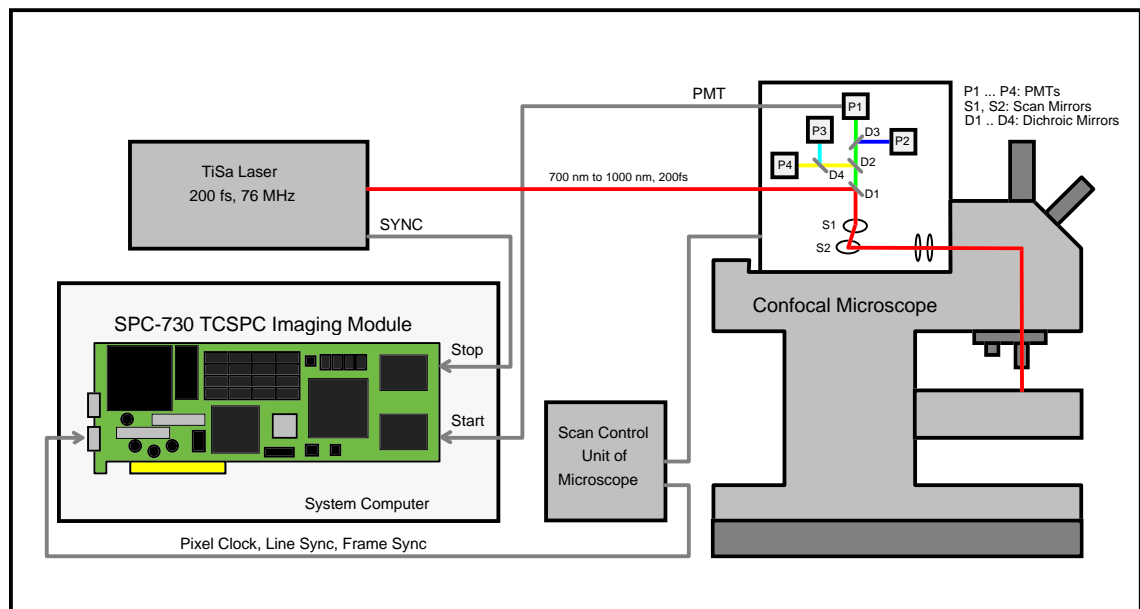 PMT
P1
P3
D3
P2
P4
D4
D2
D1
P1 ... P4: PMTs
S1, S2: Scan Mirrors
D1 .. D4: Dichroic Mirrors
TiSa Laser
200 fs, 76 MHz
700 nm to 1000 nm, 200fs
SYNC
S1
S2
Confocal Microscope
SPC-730 TCSPC Imaging Module
Stop
Start
Scan Control
Unit of
Microscope
System Computer
Pixel Clock, Line Sync, Frame Sync